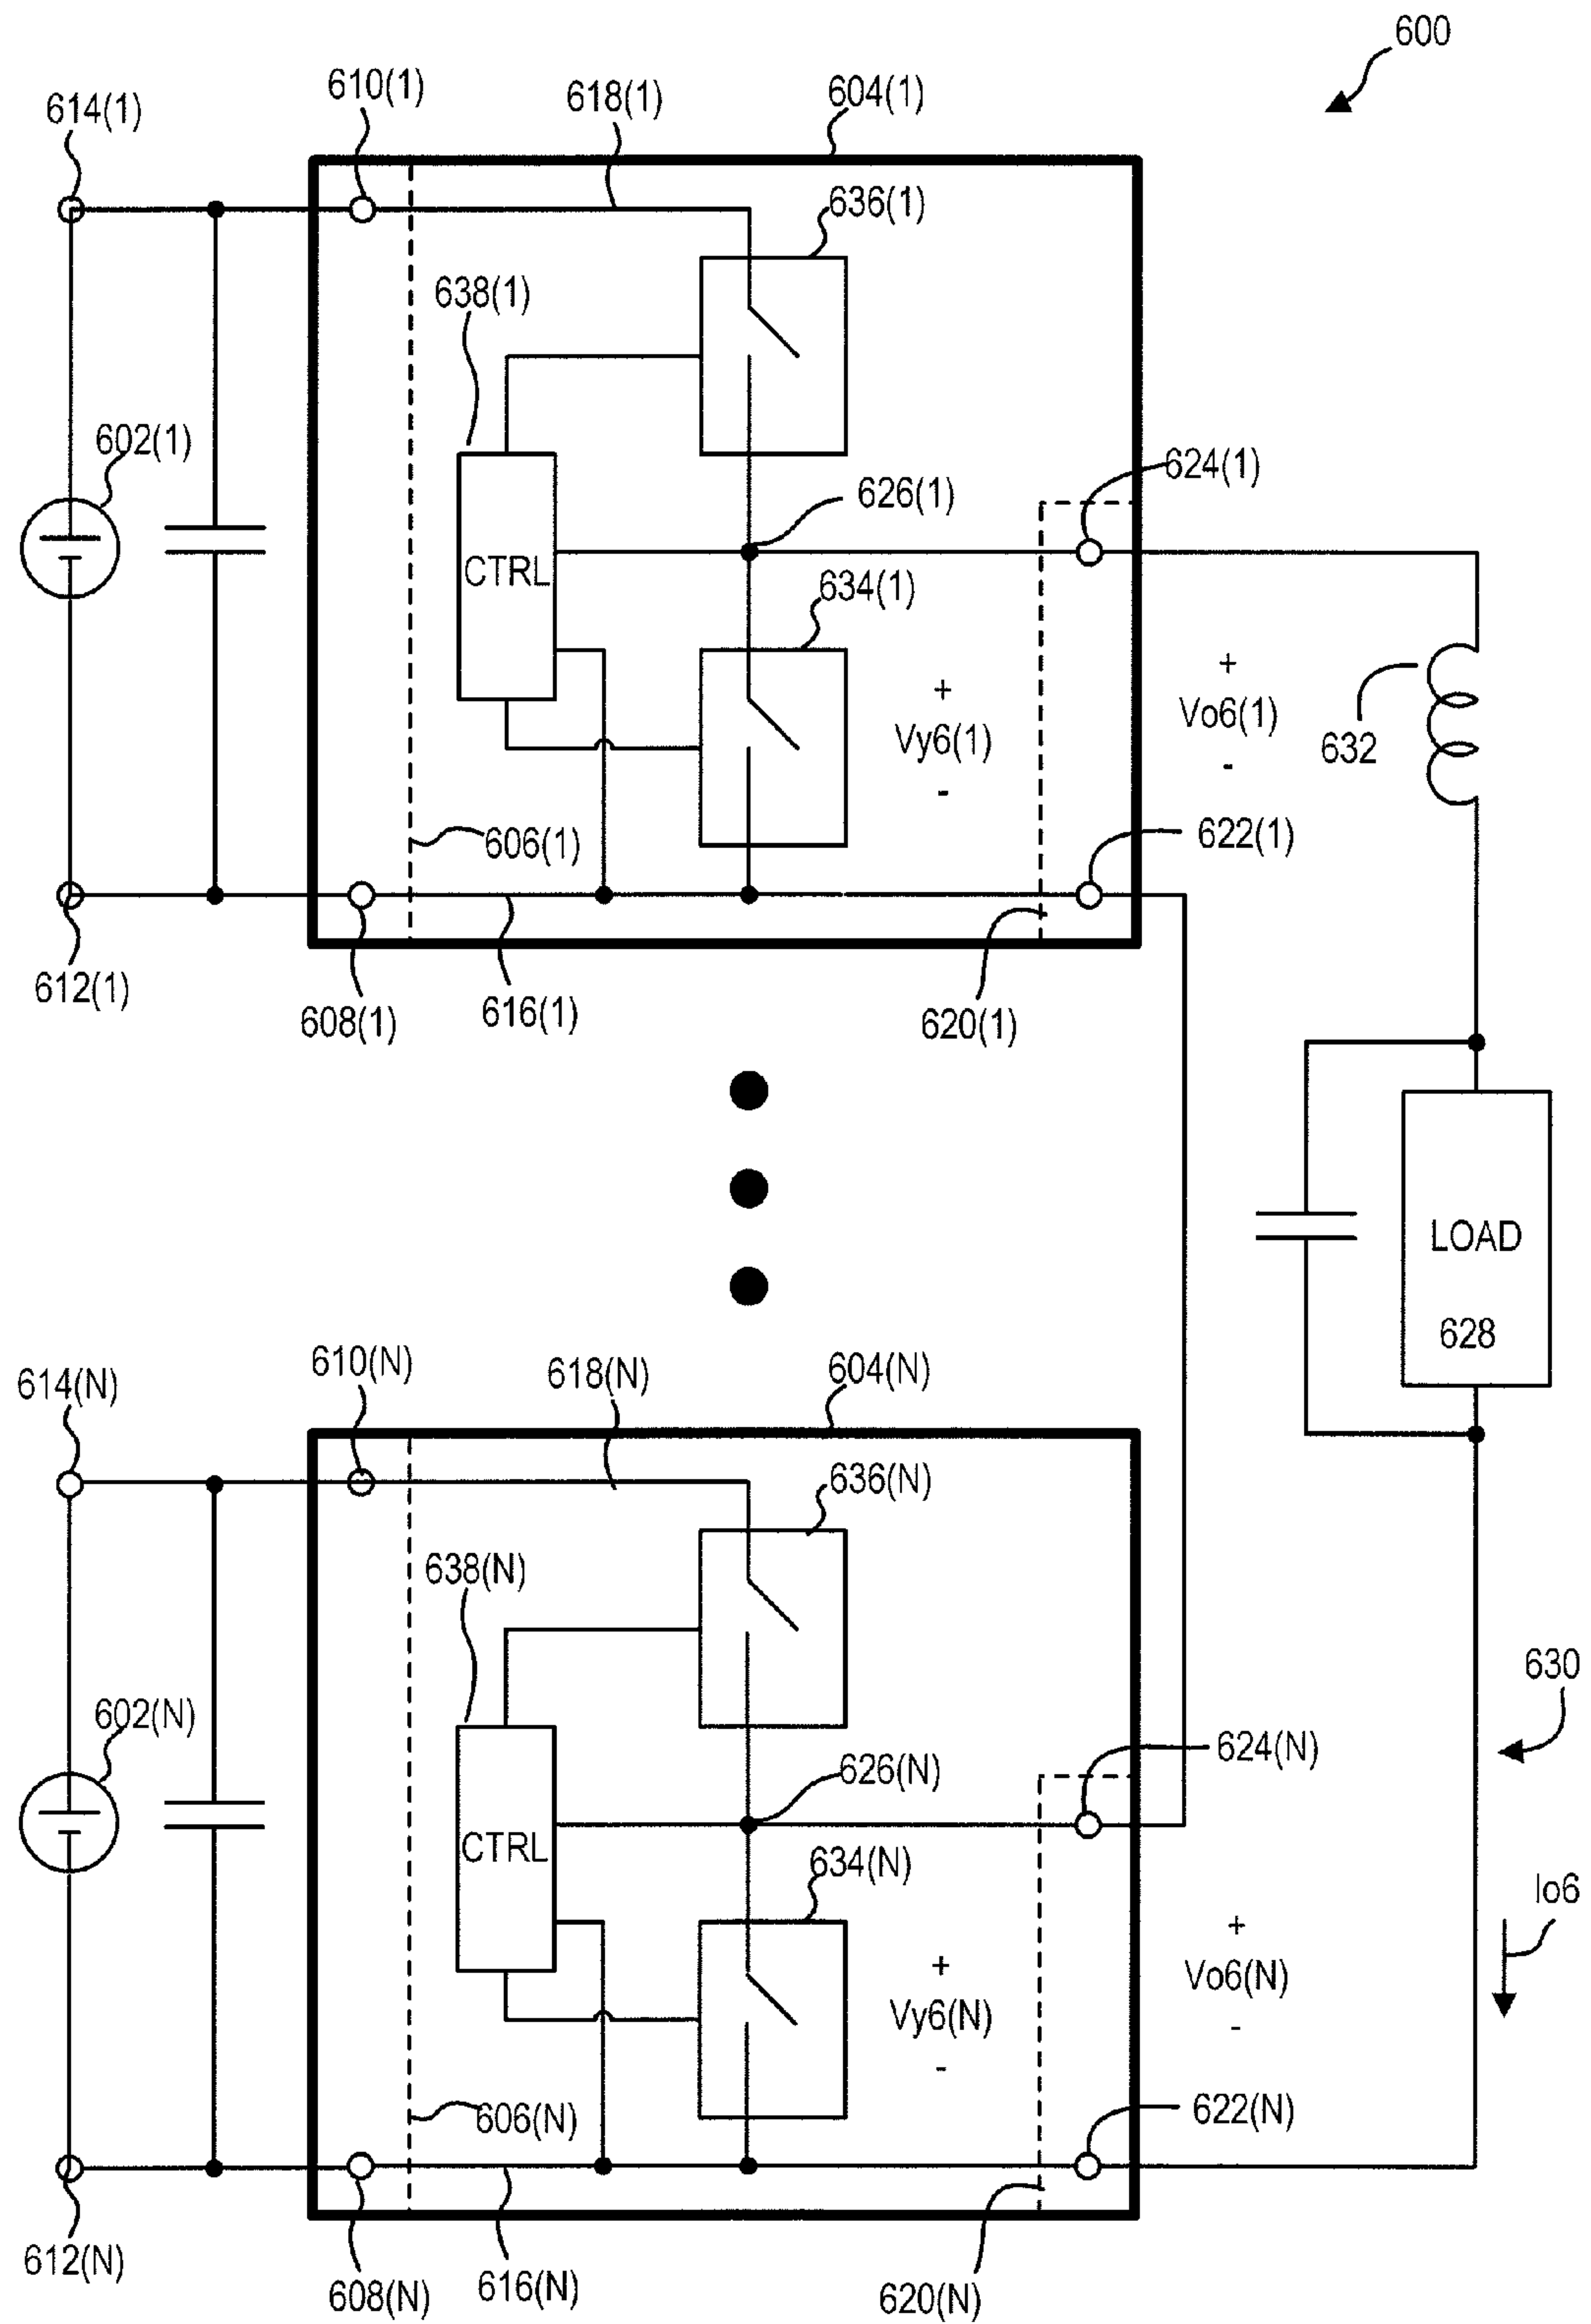 600
610(1)
618(1)
604(1)
614(1)
636(1)
638(1)
602(1)
624(1)
626(1)
CTRL
634(1)
+
Vy6(1)
-
+
Vo6(1)
-
632
606(1)
622(1)
612(1)
608(1)
616(1)
620(1)
LOAD
628
610(N)
618(N)
604(N)
614(N)
636(N)
638(N)
630
602(N)
624(N)
626(N)
CTRL
634(N)
Io6
+
Vy6(N)
-
+
Vo6(N)
-
606(N)
622(N)
612(N)
608(N)
616(N)
620(N)